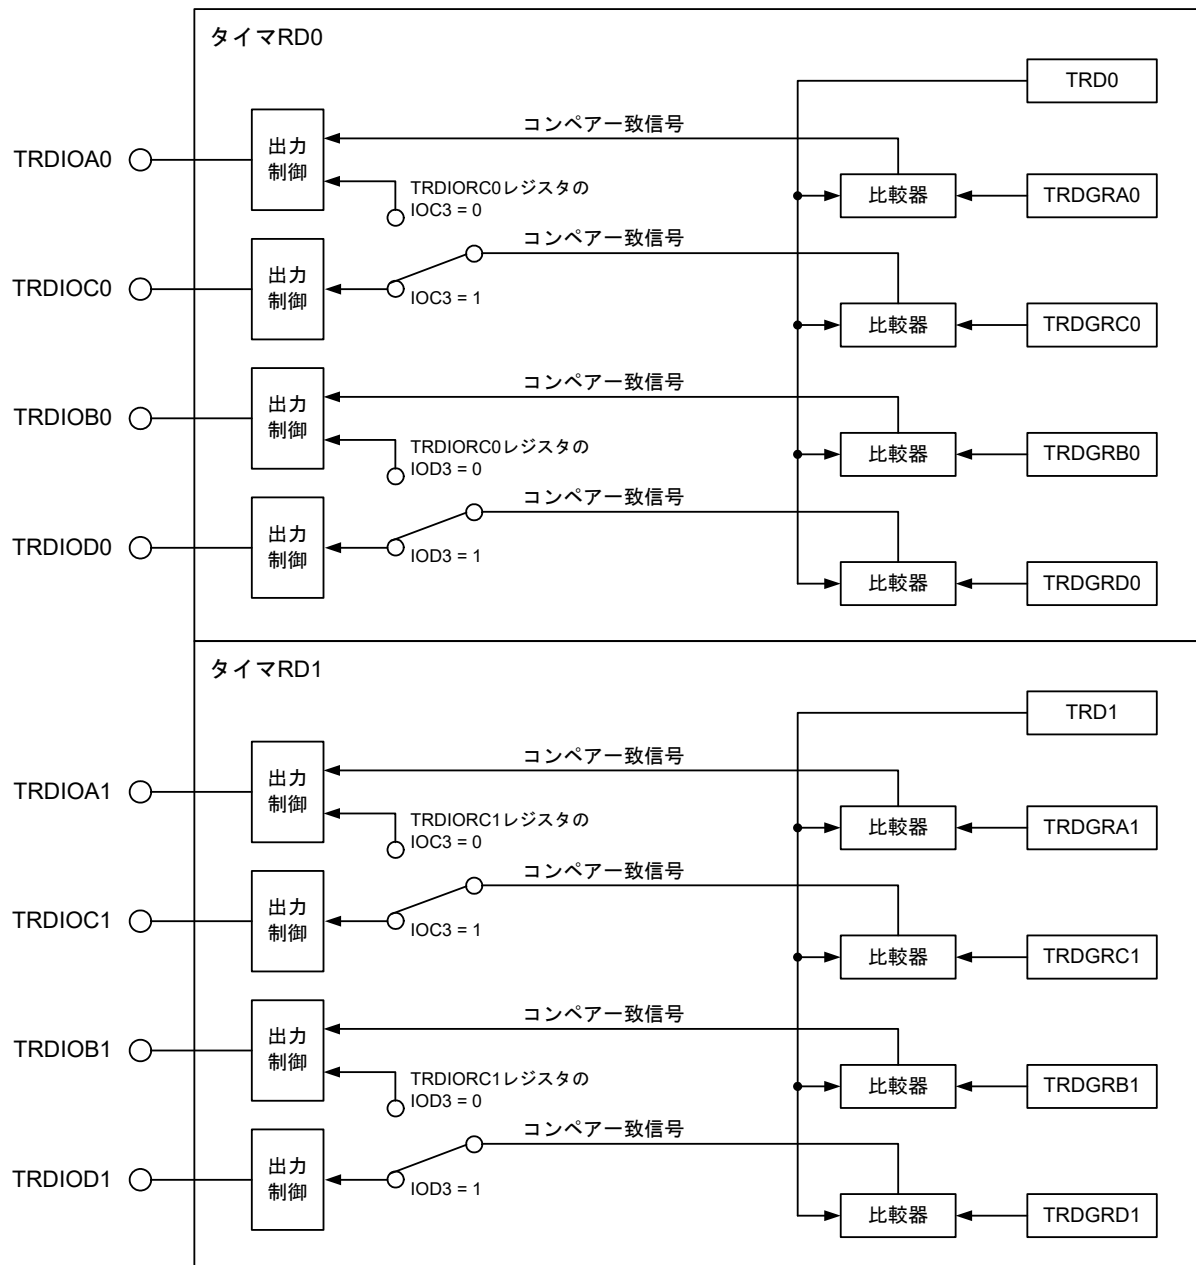 タイマRD0
TRD0
コンペア一致信号
TRDIOA0
出力
制御
TRDIORC0レジスタの
IOC3 = 0
比較器
TRDGRA0
コンペア一致信号
TRDIOC0
出力
制御
IOC3 = 1
比較器
TRDGRC0
コンペア一致信号
TRDIOB0
出力
制御
TRDIORC0レジスタの
IOD3 = 0
比較器
TRDGRB0
コンペア一致信号
TRDIOD0
出力
制御
IOD3 = 1
比較器
TRDGRD0
タイマRD1
TRD1
コンペア一致信号
TRDIOA1
出力
制御
TRDIORC1レジスタの
IOC3 = 0
比較器
TRDGRA1
コンペア一致信号
TRDIOC1
出力
制御
IOC3 = 1
比較器
TRDGRC1
コンペア一致信号
TRDIOB1
出力
制御
TRDIORC1レジスタの
IOD3 = 0
比較器
TRDGRB1
コンペア一致信号
TRDIOD1
出力
制御
IOD3 = 1
比較器
TRDGRD1